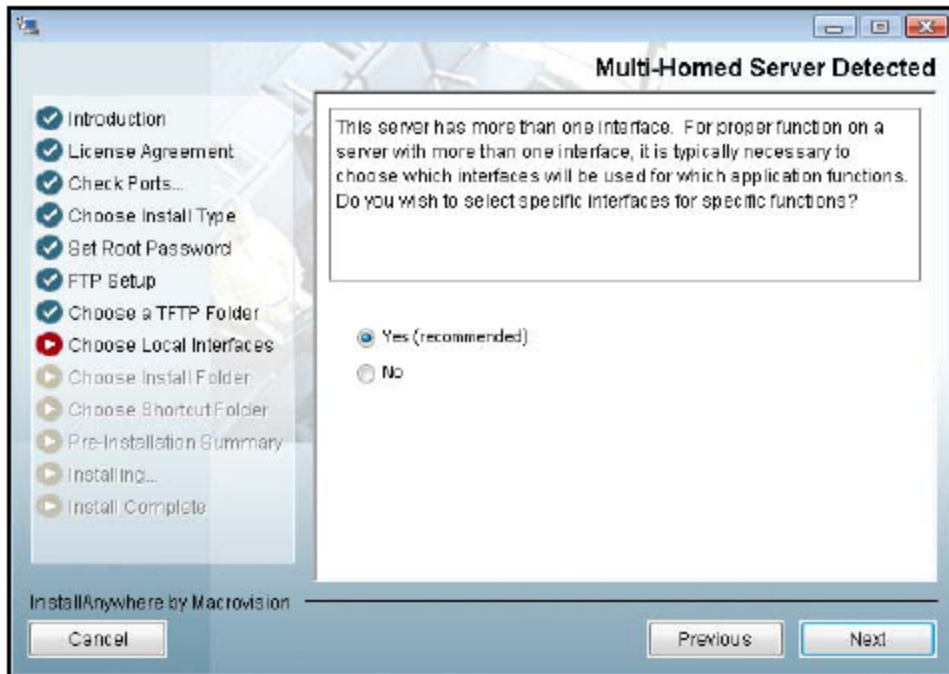 Multi-Homed Server Detected
Introduction
License Agreement
Check Ports...
Choose Install Type
Set Root Password
FTP Setup
Choose a TFTP Folder
Choose Local Interfaces
Choose Install Folder
Choose Shortcut Folder
Pre-Installation Summary
Installing...
Install Complete
This server has more than one interface. For proper function on a
server with more than one interface, it is typically necessary to
choose which interfaces will be used for which application functions.
Do you wish to select specific interfaces for specific functions?
Yes (recommended)
No
InstallAnywhere by Macrovision
Cancel
Previous
Next